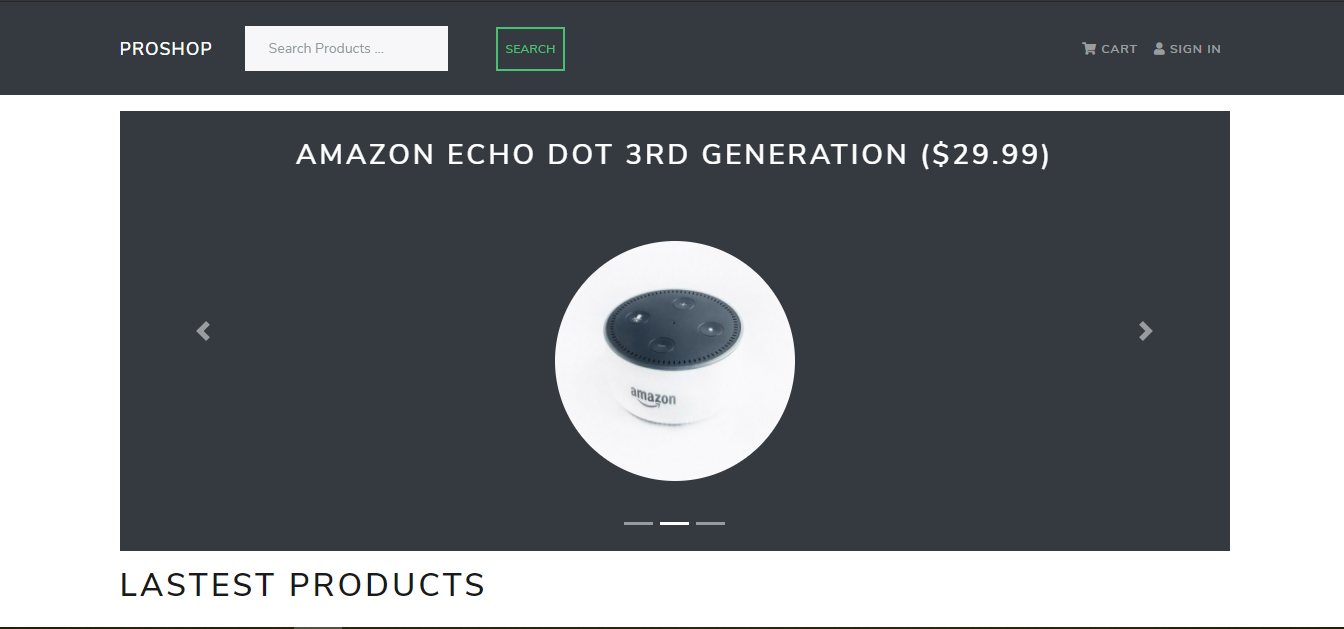 PROSHOP
Search Products ...
SEARCH
CART
SIGN IN
AMAZON ECHO DOT 3RD GENERATION ($29.99)
amazon
LASTEST PRODUCTS